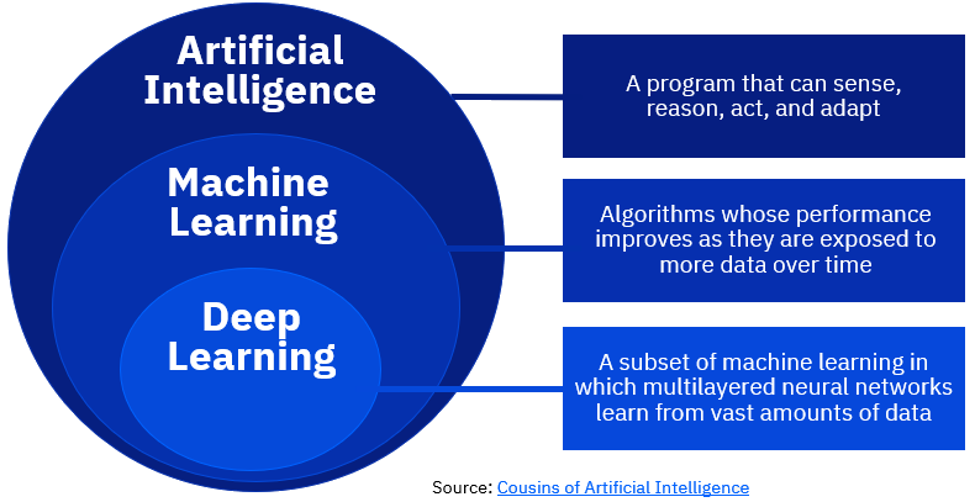 Artificial
Intelligence
A program that can sense,
reason, act, and adapt
Machine
Learning
Algorithms whose performance
improves as they are exposed to
more data over time
Deep
Learning
A subset of machine learning in
which multilayered neural networks
learn from vast amounts of data
Source: Cousins of Artificial Intelligence